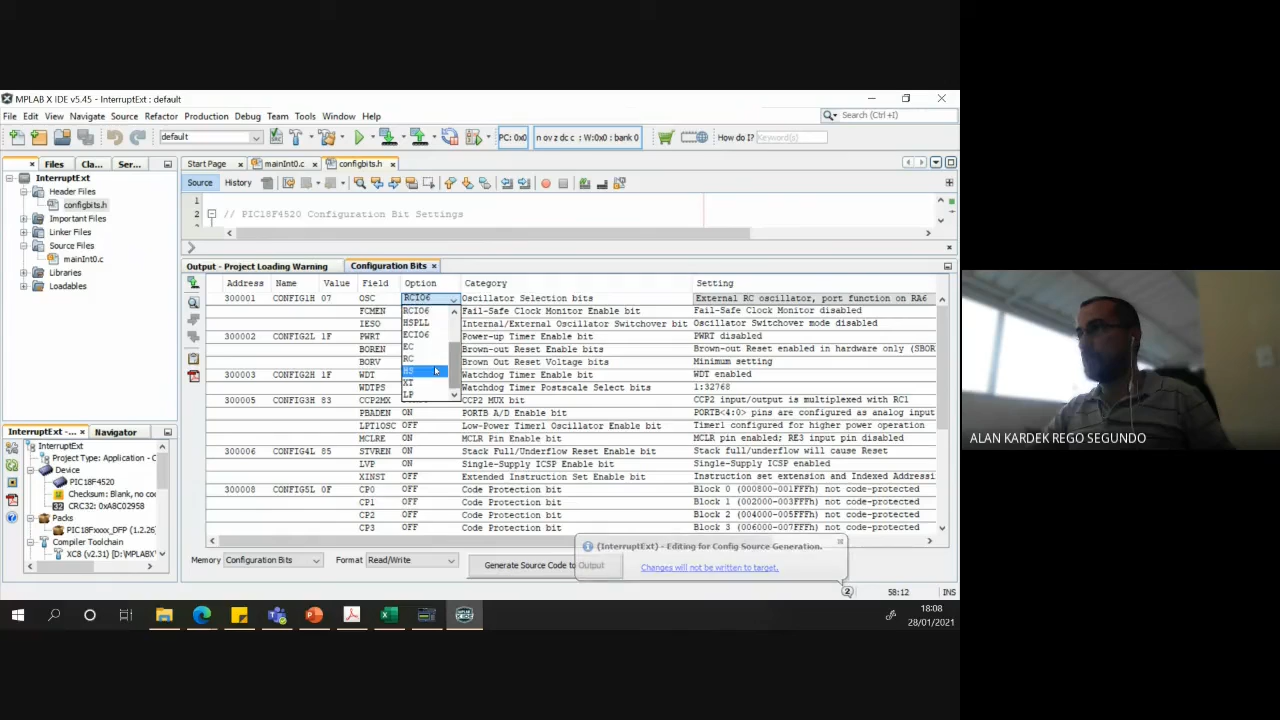 MPLAB X IDE v5.45 - InterruptExt : default
File Edit View Navigate Source Refactor Production Debug Team Tools Window Help
Search (Ctrl+I)
default
PC: 0x0
n ov z dc c : W:0x0 : bank 0
How do I? (Keyword(s))
Files Cla... Ser...
Start Page mainInt0.c configbits.h
InterruptExt
Header Files
configbits.h
Important Files
Linker Files
Source Files
mainInt0.c
Libraries
Loadables
Source History
1
2 // PIC18F4520 Configuration Bit Settings
Output - Project Loading Warning Configuration Bits
Address Name Value Field Option Category Setting
300001 CONFIG1H 07 OSC RCIO6 Oscillator Selection bits External RC oscillator, port function on RA6
FCMEN Fail-Safe Clock Monitor Enable bit Fail-Safe Clock Monitor disabled
IESO Internal/External Oscillator Switchover bit Oscillator Switchover mode disabled
300002 CONFIG2L 1F PWRT Power-up Timer Enable bit PWRT disabled
BOREN Brown-out Reset Enable bits Brown-out Reset enabled in hardware only (SBOR
BORV Brown Out Reset Voltage bits Minimum setting
300003 CONFIG2H 1F WDT Watchdog Timer Enable bit WDT enabled
WDTPS Watchdog Timer Postscale Select bits 1:32768
300005 CONFIG3H 83 CCP2MX CCP2 MUX bit CCP2 input/output is multiplexed with RC1
PBADEN ON PORTB A/D Enable bit PORTB<4:0> pins are configured as analog input
LPT1OSC OFF Low-Power Timer1 Oscillator Enable bit Timer1 configured for higher power operation
MCLRE ON MCLR Pin Enable bit MCLR pin enabled; RE3 input pin disabled
300006 CONFIG4L 85 STVREN ON Stack Full/Underflow Reset Enable bit Stack full/underflow will cause Reset
LVP ON Single-Supply ICSP Enable bit Single-Supply ICSP enabled
XINST OFF Extended Instruction Set Enable bit Instruction set extension and Indexed Addressi
300008 CONFIG5L 0F CP0 OFF Code Protection bit Block 0 (000800-001FFFh) not code-protected
CP1 OFF Code Protection bit Block 1 (002000-003FFFh) not code-protected
CP2 OFF Code Protection bit Block 2 (004000-005FFFh) not code-protected
CP3 OFF Code Protection bit Block 3 (006000-007FFFh) not code-protected
RCIO6
HSPLL
ECIO6
EC
RC
HS
XT
LP
Memory Configuration Bits Format Read/Write Generate Source Code to Output
(InterruptExt) - Editing for Config Source Generation.
Changes will not be written to target.
InterruptExt -... Navigator
InterruptExt
Project Type: Application - C
Device
PIC18F4520
Checksum: Blank, no co
CRC32: 0xA8C02958
Packs
PIC18Fxxxx_DFP (1.2.26)
Compiler Toolchain
XC8 (v2.31) [D:\MPLABX\
2
58:12 INS
18:08
28/01/2021
ALAN KARDEK REGO SEGUNDO